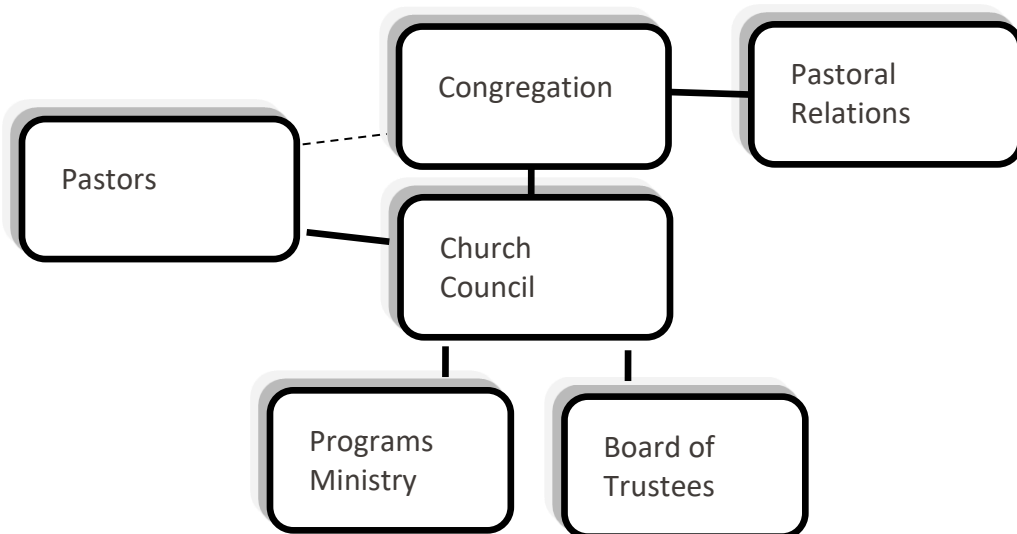 Congregation
Pastoral
Relations
Pastors
Church
Council
Programs
Ministry
Board of
Trustees